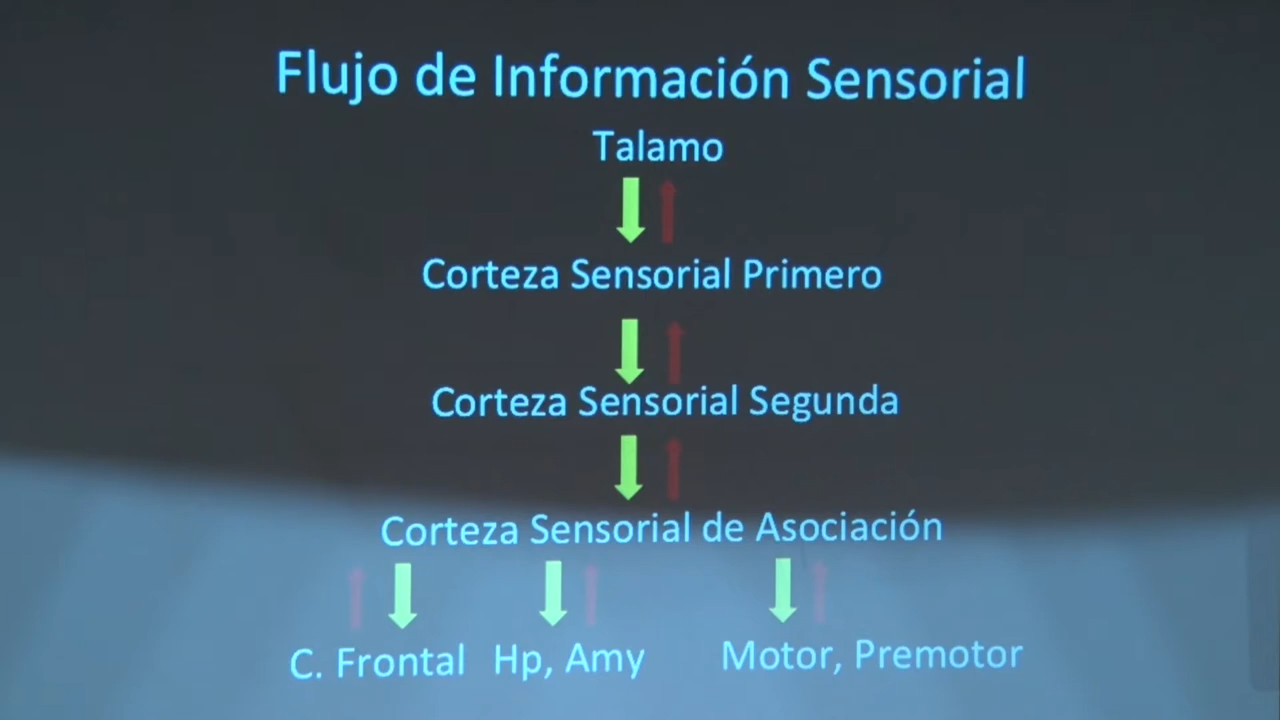 Flujo de Información Sensorial
Talamo
Corteza Sensorial Primero
Corteza Sensorial Segunda
Corteza Sensorial de Asociación
C. Frontal Hp, Amy Motor, Premotor